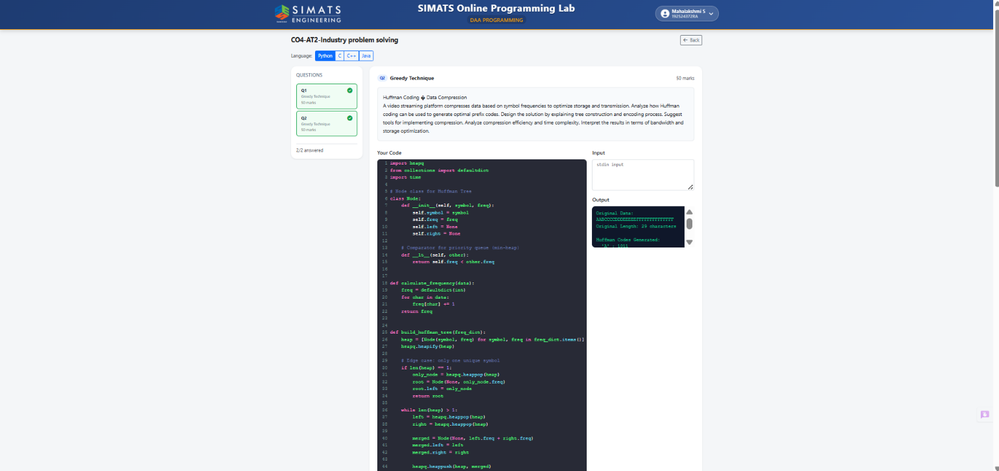 SIMATS
ENGINEERING
SIMATS Online Programming Lab
DAA PROGRAMMING
Mahalakshmi S
192524372RA
CO4-AT2-Industry problem solving
← Back
Language: Python C C++ Java
QUESTIONS
Q1
Greedy Technique
50 marks
Q2
Greedy Technique
50 marks
2/2 answered
Q2 Greedy Technique
50 marks
Huffman Coding � Data Compression
A video streaming platform compresses data based on symbol frequencies to optimize storage and transmission. Analyze how Huffman
coding can be used to generate optimal prefix codes. Design the solution by explaining tree construction and encoding process. Suggest
tools for implementing compression. Analyze compression efficiency and time complexity. Interpret the results in terms of bandwidth and
storage optimization.
Your Code
1 import heapq
2 from collections import defaultdict
3 import time
4
5 # Node class for Huffman Tree
6 class Node:
7     def __init__(self, symbol, freq):
8         self.symbol = symbol
9         self.freq = freq
10         self.left = None
11         self.right = None
12
13     # Comparator for priority queue (min-heap)
14     def __lt__(self, other):
15         return self.freq < other.freq
16
17
18 def calculate_frequency(data):
19     freq = defaultdict(int)
20     for char in data:
21         freq[char] += 1
22     return freq
23
24
25 def build_huffman_tree(freq_dict):
26     heap = [Node(symbol, freq) for symbol, freq in freq_dict.items()]
27     heapq.heapify(heap)
28
29     # Edge case: only one unique symbol
30     if len(heap) == 1:
31         only_node = heapq.heappop(heap)
32         root = Node(None, only_node.freq)
33         root.left = only_node
34         return root
35
36     while len(heap) > 1:
37         left = heapq.heappop(heap)
38         right = heapq.heappop(heap)
39
40         merged = Node(None, left.freq + right.freq)
41         merged.left = left
42         merged.right = right
43
44         heapq.heappush(heap, merged)
Input
stdin input
Output
Original Data:
Original Length: 29 characters
Huffman Codes Generated:
'A' : 1011